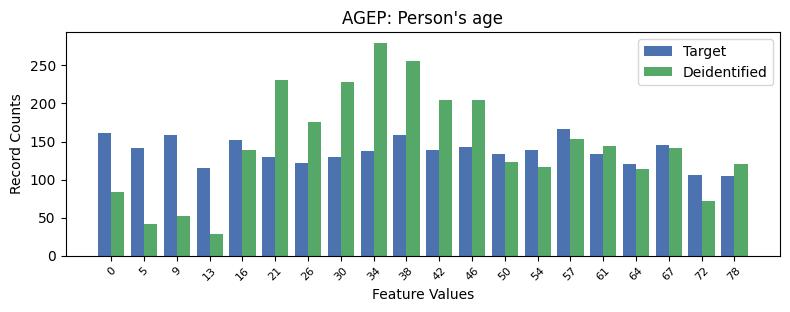 AGEP: Person's age
Target
Deidentified
Record Counts
250
200
150
100
50
0
0 5 9 13 16 21 26 30 34 38 42 46 50 54 57 61 64 67 72 78
Feature Values